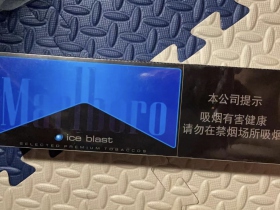 Marlboro
ice blast
SELECTED PREMIUM TOBACCOS
本公司提示
吸烟有害健康
请勿在禁烟场所吸烟